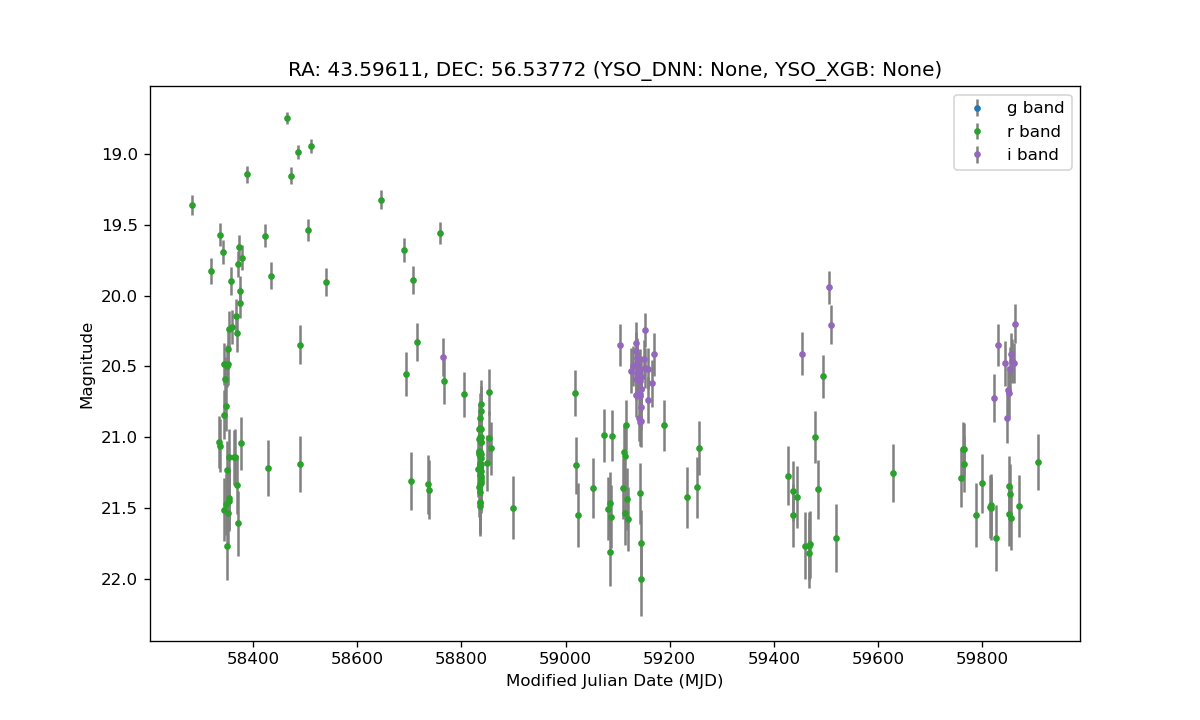 RA: 43.59611, DEC: 56.53772 (YSO_DNN: None, YSO_XGB: None)
g band
r band
i band
19.0
19.5
20.0
20.5
21.0
21.5
22.0
Magnitude
58400
58600
58800
59000
59200
59400
59600
59800
Modified Julian Date (MJD)